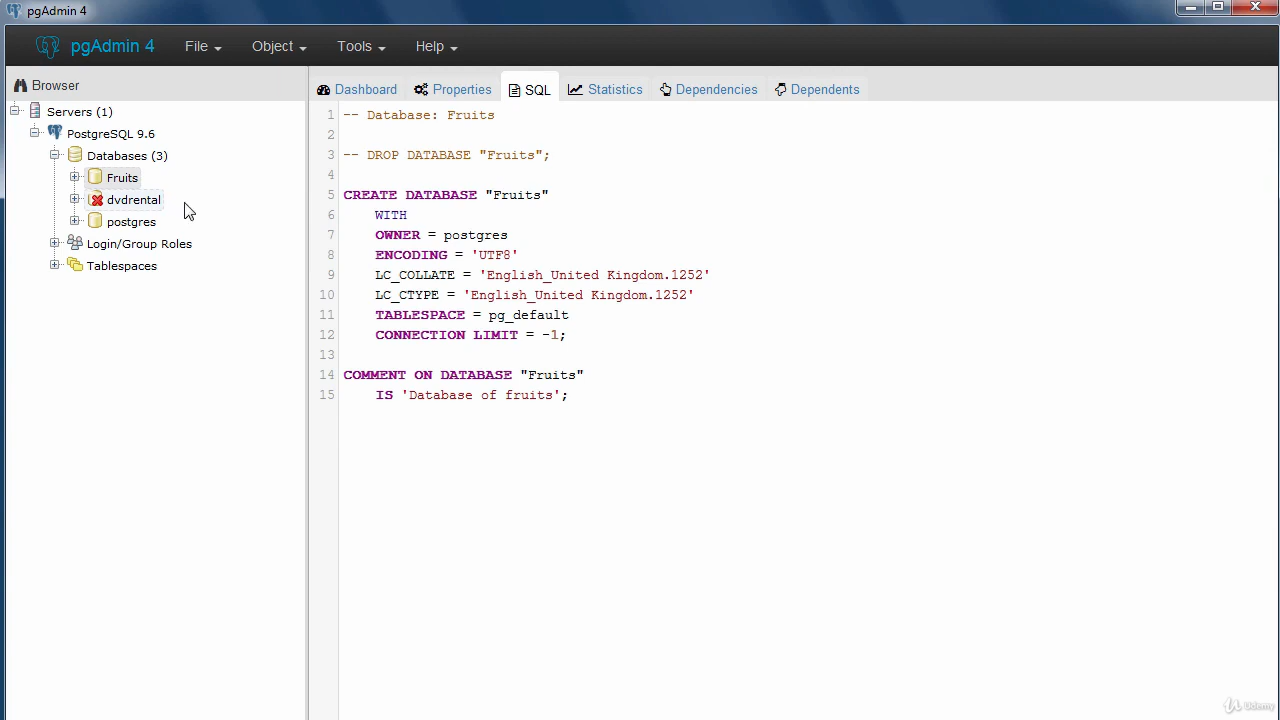 pgAdmin 4
pgAdmin 4 File Object Tools Help
Browser
Dashboard Properties SQL Statistics Dependencies Dependents
Servers (1)
PostgreSQL 9.6
Databases (3)
Fruits
dvdrental
postgres
Login/Group Roles
Tablespaces
1 -- Database: Fruits
2
3 -- DROP DATABASE "Fruits";
4
5 CREATE DATABASE "Fruits"
6 WITH
7 OWNER = postgres
8 ENCODING = 'UTF8'
9 LC_COLLATE = 'English_United Kingdom.1252'
10 LC_CTYPE = 'English_United Kingdom.1252'
11 TABLESPACE = pg_default
12 CONNECTION LIMIT = -1;
13
14 COMMENT ON DATABASE "Fruits"
15 IS 'Database of fruits';
Udemy